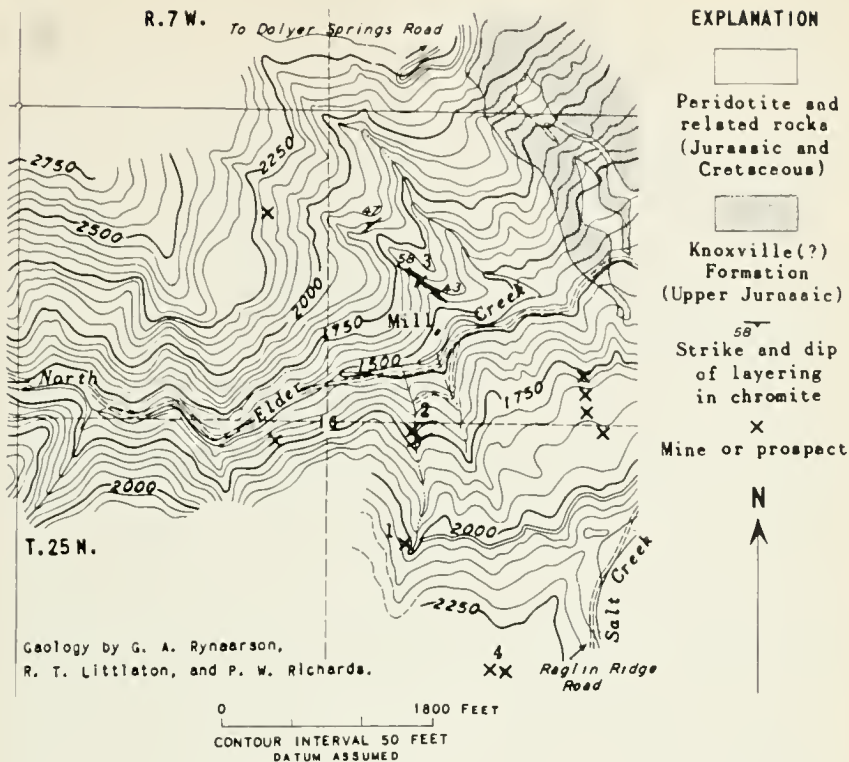 R.7 W.
To Dolyer Springs Road
2750
2250
2500
47
58 3
43
2000
1750
Mill
Creek
1500
North
Elder
1750
2
16
2000
2000
1
T.25 N.
2250
Salt Creek
Geology by G. A. Rynearson,
R. T. Littleton, and P. W. Richards.
4
Raglin Ridge
Road
0 1800 FEET
CONTOUR INTERVAL 50 FEET
DATUM ASSUMED
EXPLANATION
Peridotite and
related rocks
(Jurassic and
Cretaceous)
Knoxville(?)
Formation
(Upper Jurassic)
58
Strike and dip
of layering
in chromite
X
Mine or prospect
N